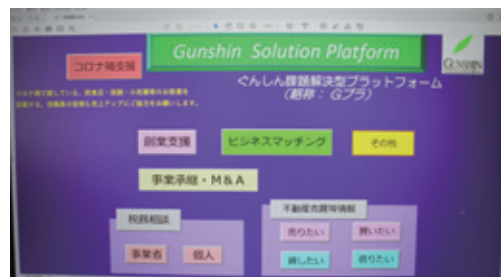 コロナ補支援
Gunshin Solution Platform
GUNSHIN
ぐんしん課題解決型プラットフォーム
(略称：Gプラ)
創業支援
ビジネスマッチング
その他
事業承継・M&A
税務相談
事業者
個人
不動産売買等情報
売りたい
買いたい
貸したい
借りたい